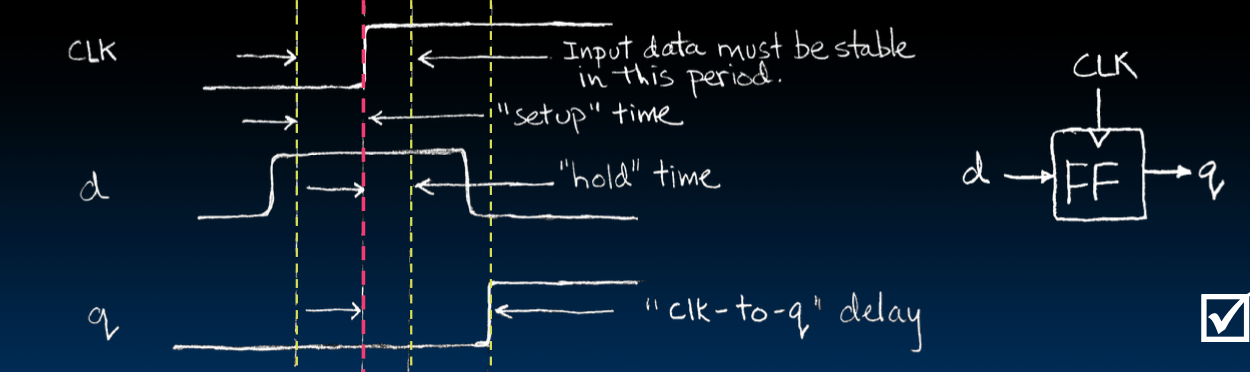 CLK
Input data must be stable
in this period.
"setup" time
d
"hold" time
q
"clk-to-q" delay
CLK
d
FF
q